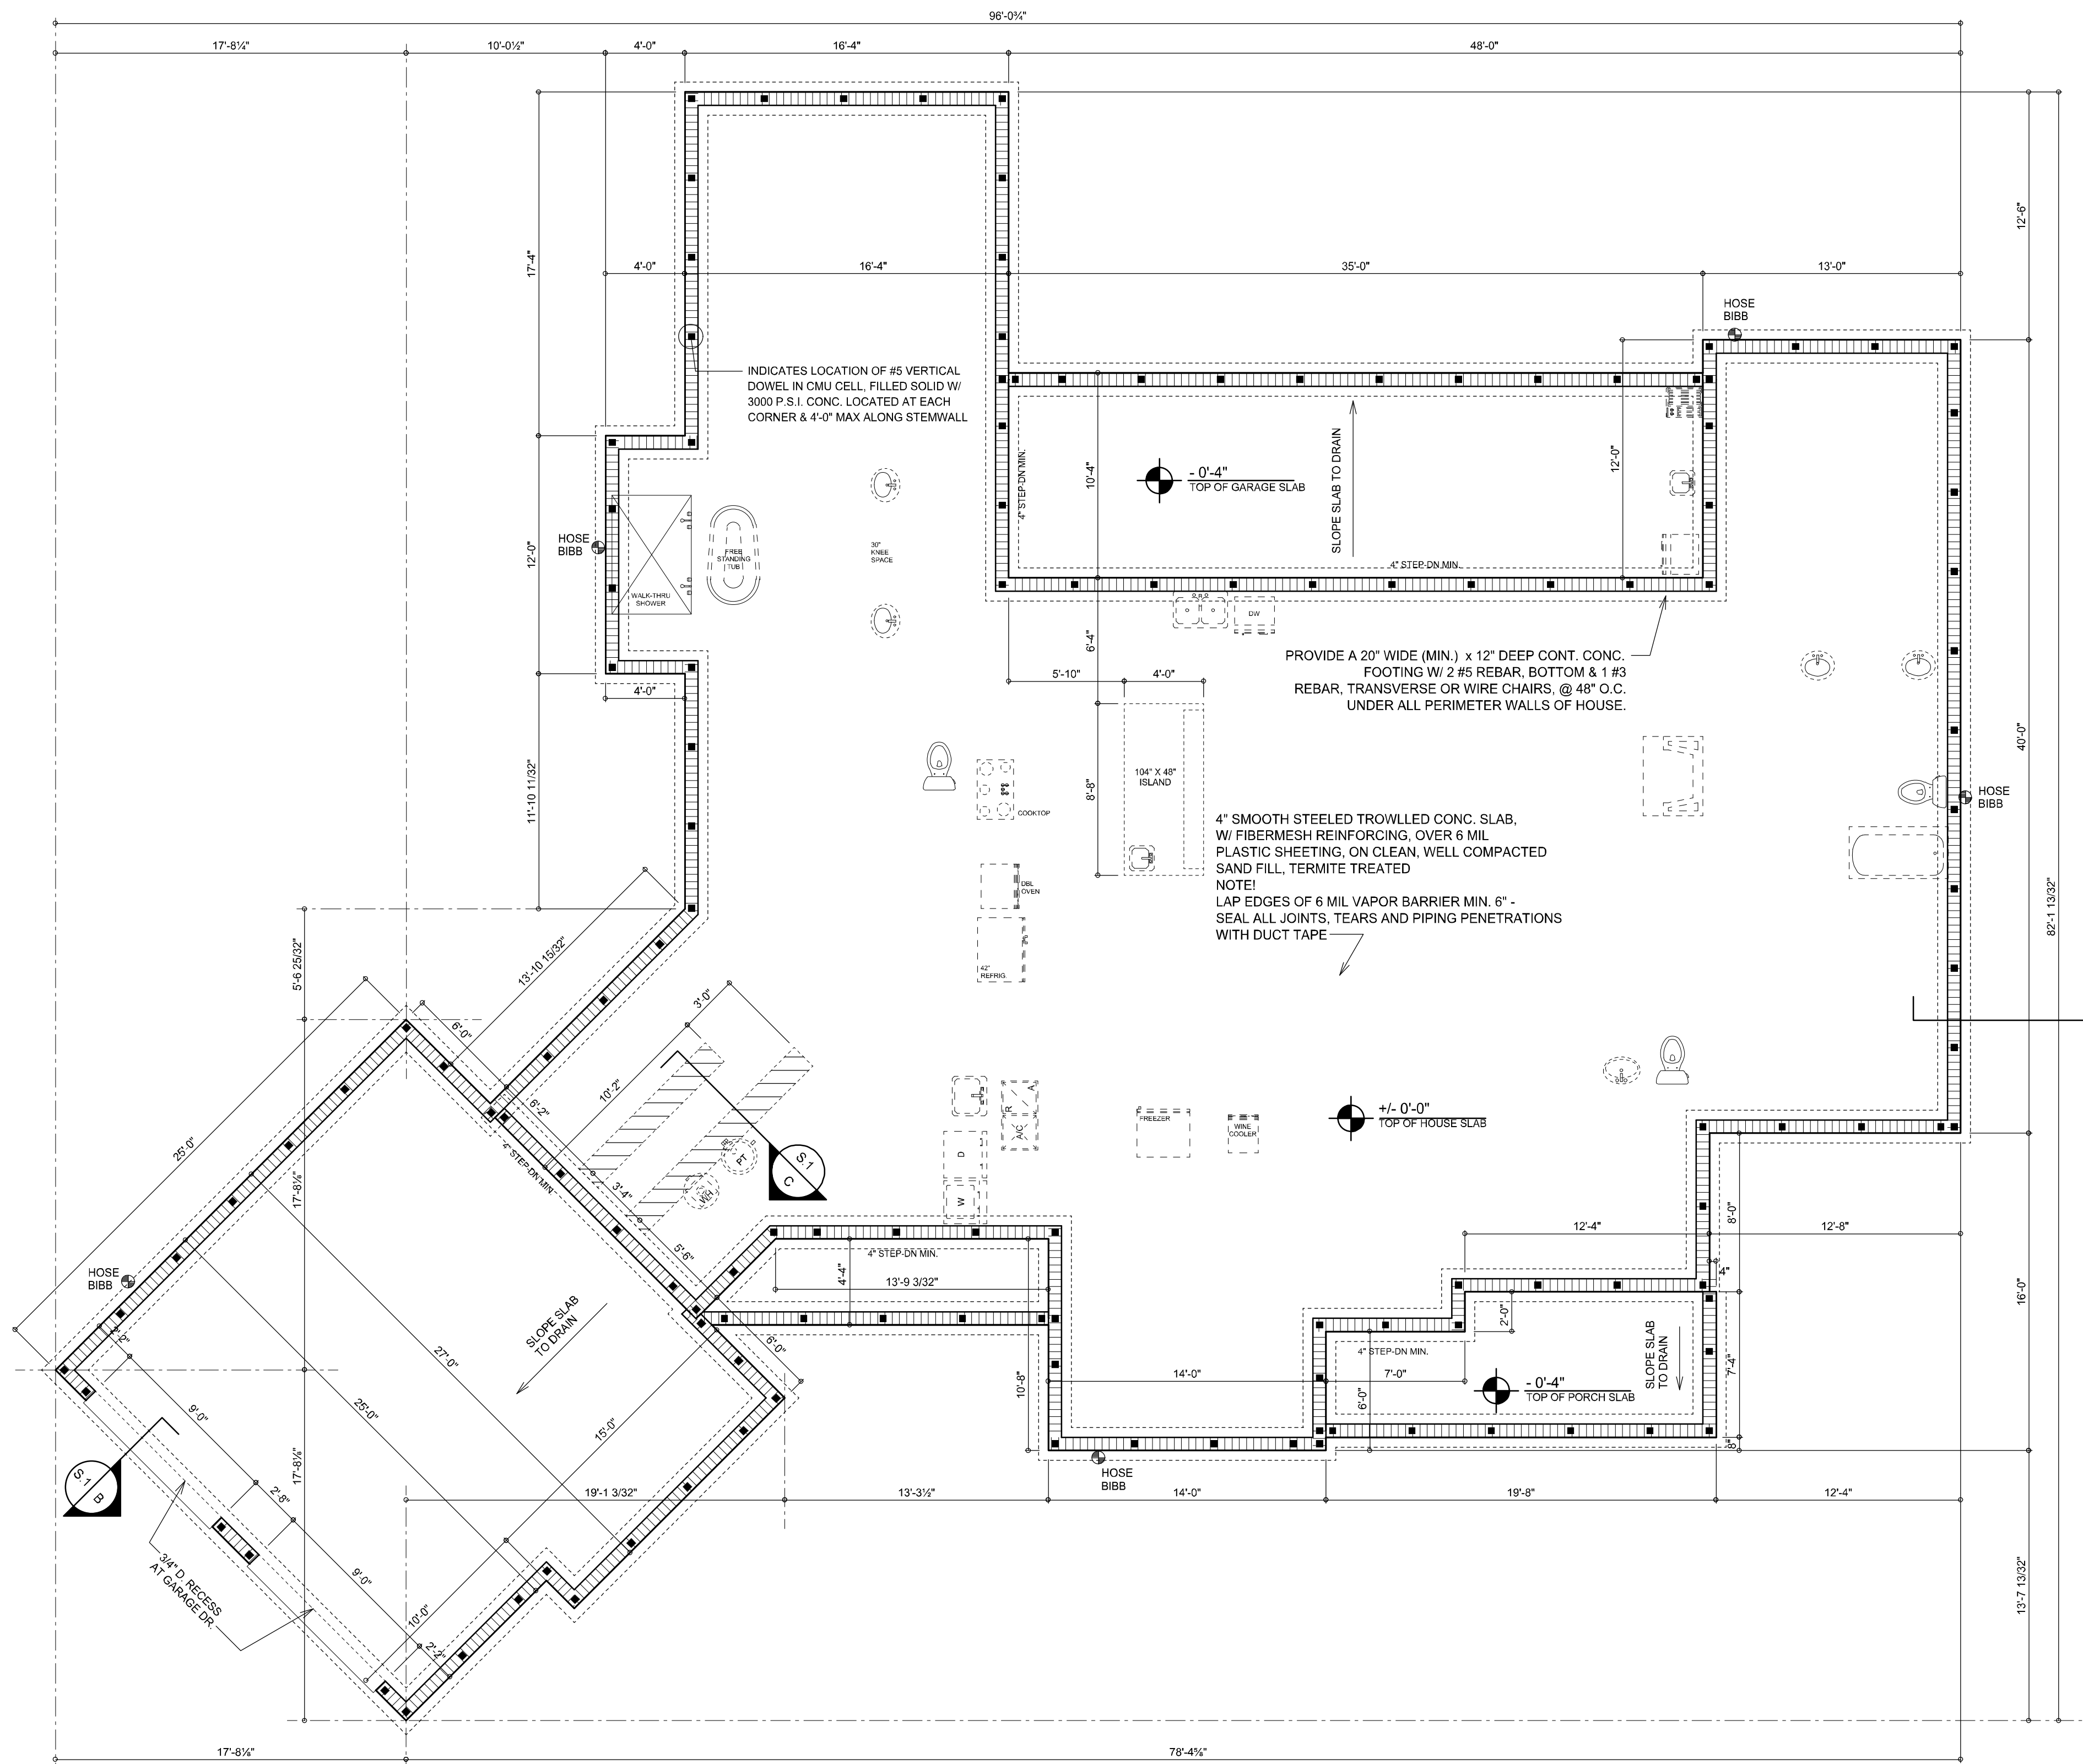 96'-0¾"
17'-8¼"
10'-0½"
4'-0"
16'-4"
48'-0"
12'-6"
17'-4"
4'-0"
16'-4"
35'-0"
13'-0"
HOSE
BIBB
INDICATES LOCATION OF #5 VERTICAL
DOWEL IN CMU CELL, FILLED SOLID W/
3000 P.S.I. CONC. LOCATED AT EACH
CORNER & 4'-0" MAX ALONG STEMWALL
4" STEP-DN MIN.
10'-4"
- 0'-4"
TOP OF GARAGE SLAB
SLOPE SLAB TO DRAIN
12'-0"
4" STEP-DN MIN.
HOSE
BIBB
12'-0"
WALK-THRU
SHOWER
FREE
STANDING
TUB
30"
KNEE
SPACE
DW
6'-4"
4'-0"
5'-10"
4'-0"
PROVIDE A 20" WIDE (MIN.) x 12" DEEP CONT. CONC.
FOOTING W/ 2 #5 REBAR, BOTTOM & 1 #3
REBAR, TRANSVERSE OR WIRE CHAIRS, @ 48" O.C.
UNDER ALL PERIMETER WALLS OF HOUSE.
40'-0"
11'-10 11/32"
8'-8"
104" X 48"
ISLAND
COOKTOP
HOSE
BIBB
4" SMOOTH STEELED TROWLLED CONC. SLAB,
W/ FIBERMESH REINFORCING, OVER 6 MIL
PLASTIC SHEETING, ON CLEAN, WELL COMPACTED
SAND FILL, TERMITE TREATED
NOTE!
LAP EDGES OF 6 MIL VAPOR BARRIER MIN. 6" -
SEAL ALL JOINTS, TEARS AND PIPING PENETRATIONS
WITH DUCT TAPE
DBL
OVEN
42"
REFRIG.
82'-1 13/32"
5'-6 25/32"
13'-10 15/32"
3'-0"
6'-0"
10'-2"
6'-2"
25'-0"
4" STEP-DN MIN.
17'-8⅛"
3'-4"
PT
WH
S.1
C
R
A
A/C
D
W
FREEZER
WINE
COOLER
+/- 0'-0"
TOP OF HOUSE SLAB
8'-0"
12'-4"
12'-8"
5'-6"
4" STEP-DN MIN.
4'-4"
13'-9 3/32"
4"
HOSE
BIBB
2'-2"
27'-0"
SLOPE SLAB
TO DRAIN
6'-0"
2'-0"
4" STEP-DN MIN.
SLOPE SLAB
TO DRAIN
7'-4"
16'-0"
10'-8"
14'-0"
7'-0"
6'-0"
- 0'-4"
TOP OF PORCH SLAB
8"
9'-0"
25'-0"
15'-0"
17'-8¼"
S.1
B
HOSE
BIBB
2'-8"
19'-1 3/32"
13'-3½"
14'-0"
19'-8"
12'-4"
3/4" D. RECESS
AT GARAGE DR.
9'-0"
10'-0"
2'-2"
13'-7 13/32"
17'-8⅛"
78'-4⅝"